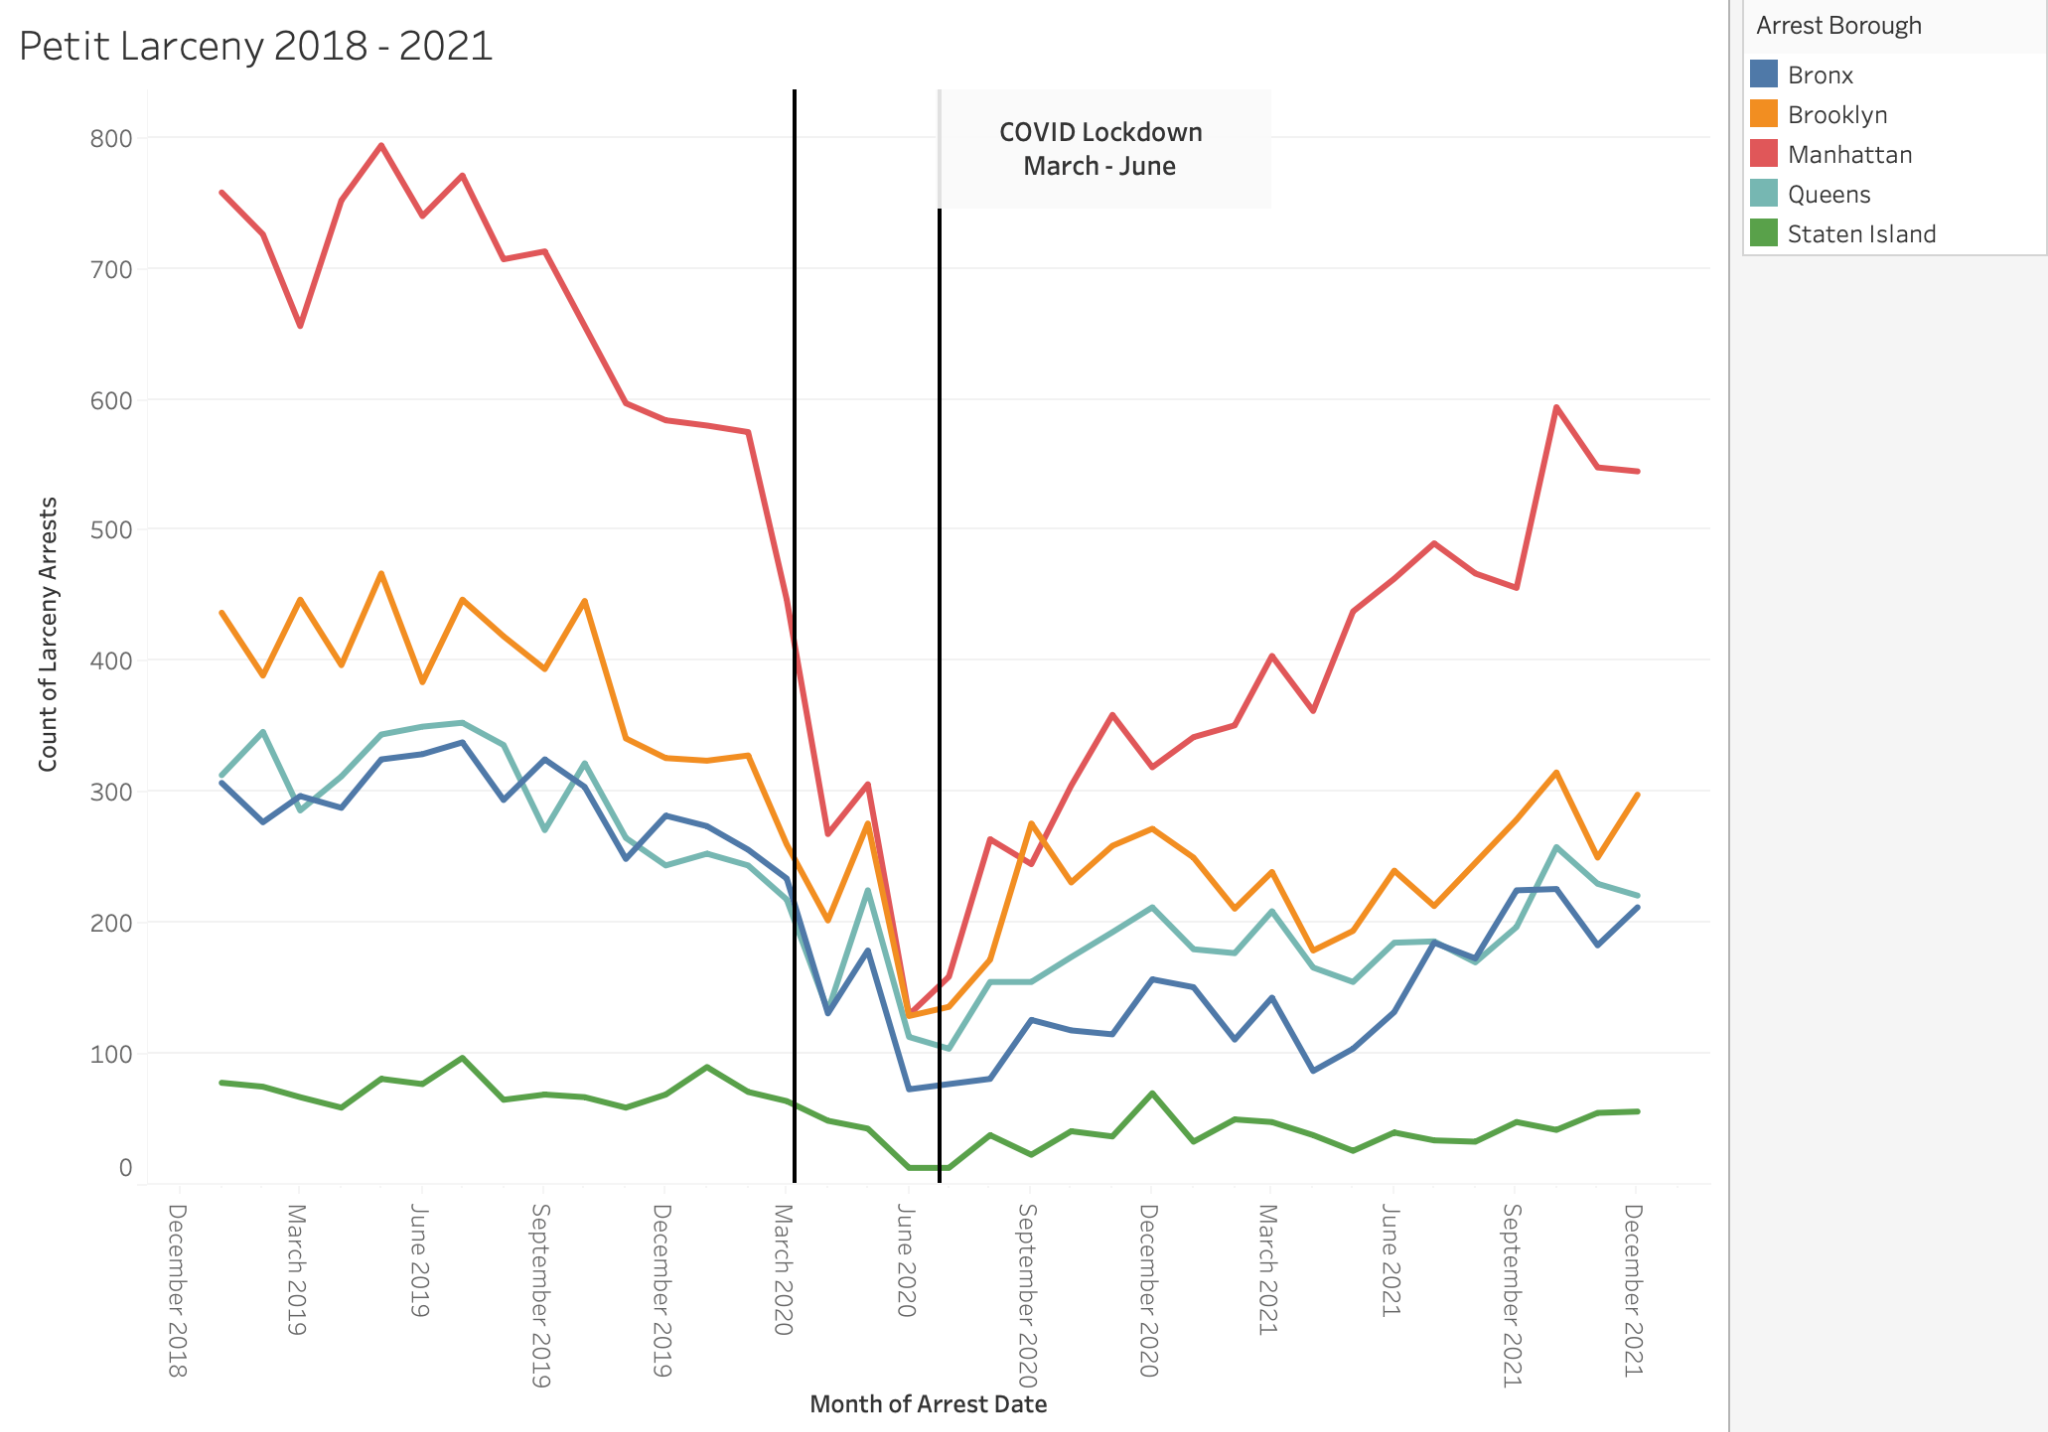 Petit Larceny 2018 - 2021
Arrest Borough
Bronx
Brooklyn
Manhattan
Queens
Staten Island
COVID Lockdown
March - June
Count of Larceny Arrests
800
700
600
500
400
300
200
100
0
December 2018
March 2019
June 2019
September 2019
December 2019
March 2020
June 2020
September 2020
December 2020
March 2021
June 2021
September 2021
December 2021
Month of Arrest Date